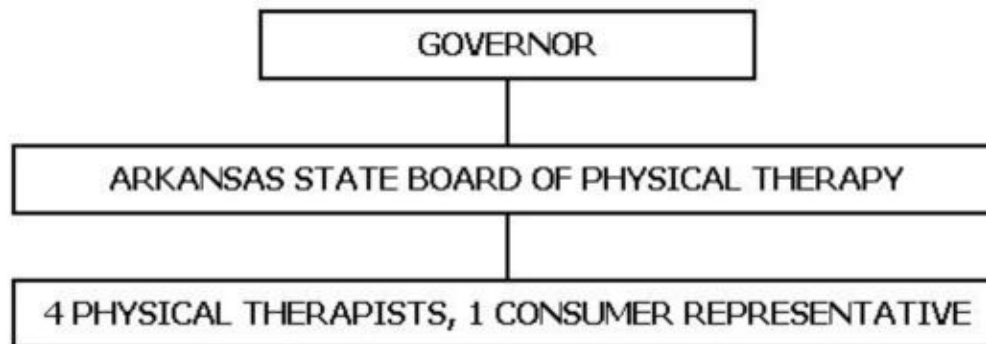 GOVERNOR
ARKANSAS STATE BOARD OF PHYSICAL THERAPY
4 PHYSICAL THERAPISTS, 1 CONSUMER REPRESENTATIVE